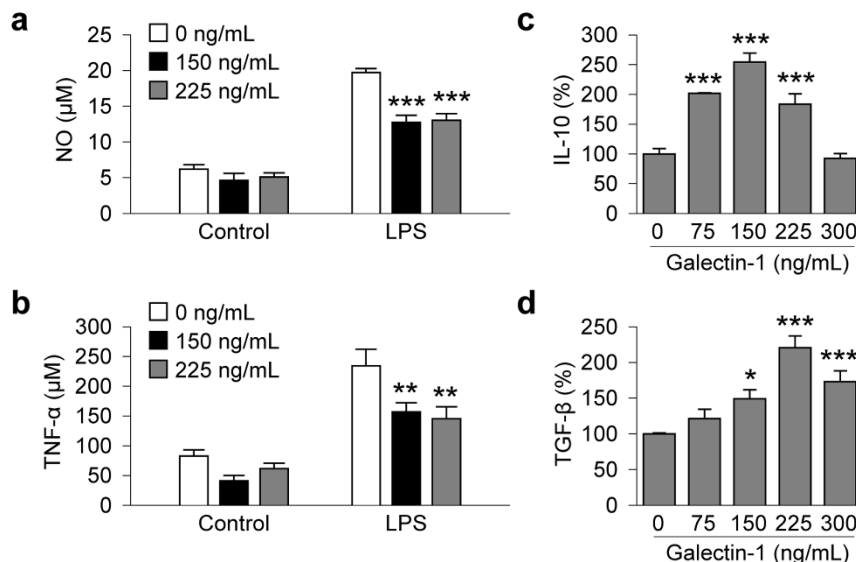 a
0 ng/mL
150 ng/mL
225 ng/mL
25
20
15
10
5
0
NO (µM)
*** ***
Control LPS
b
0 ng/mL
150 ng/mL
225 ng/mL
300
250
200
150
100
50
0
TNF-α (µM)
** **
Control LPS
c
300
250
200
150
100
50
0
IL-10 (%)
*** *** ***
0 75 150 225 300
Galectin-1 (ng/mL)
d
250
200
150
100
50
0
TGF-β (%)
* *** ***
0 75 150 225 300
Galectin-1 (ng/mL)